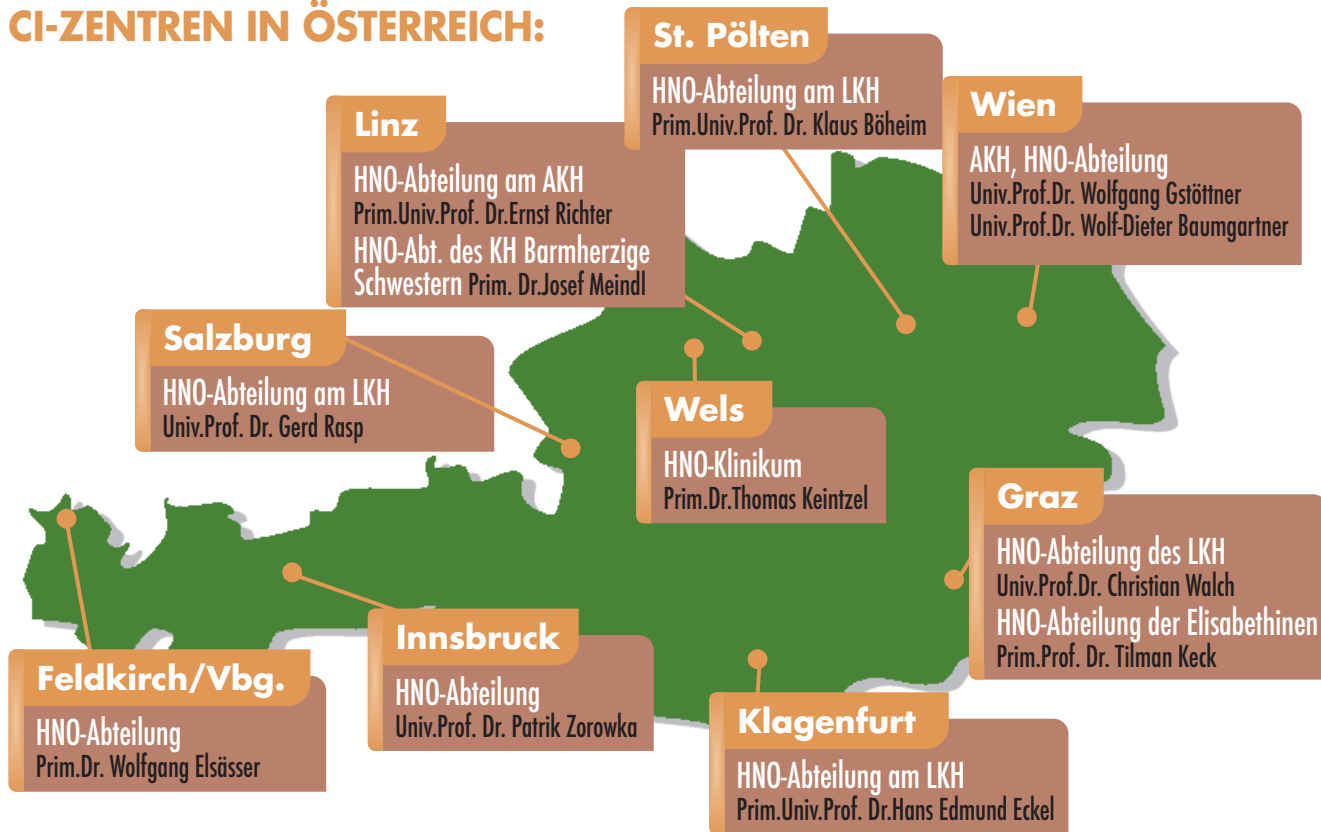 CI-ZENTREN IN ÖSTERREICH:
St. Pölten
HNO-Abteilung am LKH
Prim.Univ.Prof. Dr. Klaus Böheim
Wien
AKH, HNO-Abteilung
Univ.Prof.Dr. Wolfgang Gstöttner
Univ.Prof.Dr. Wolf-Dieter Baumgartner
Linz
HNO-Abteilung am AKH
Prim.Univ.Prof. Dr.Ernst Richter
HNO-Abt. des KH Barmherzige
Schwestern Prim. Dr.Josef Meindl
Salzburg
HNO-Abteilung am LKH
Univ.Prof. Dr. Gerd Rasp
Wels
HNO-Klinikum
Prim.Dr.Thomas Keintzel
Graz
HNO-Abteilung des LKH
Univ.Prof.Dr. Christian Walch
HNO-Abteilung der Elisabethinen
Prim.Prof. Dr. Tilman Keck
Innsbruck
HNO-Abteilung
Univ.Prof. Dr. Patrik Zorowka
Feldkirch/Vbg.
HNO-Abteilung
Prim.Dr. Wolfgang Elsässer
Klagenfurt
HNO-Abteilung am LKH
Prim.Univ.Prof. Dr.Hans Edmund Eckel